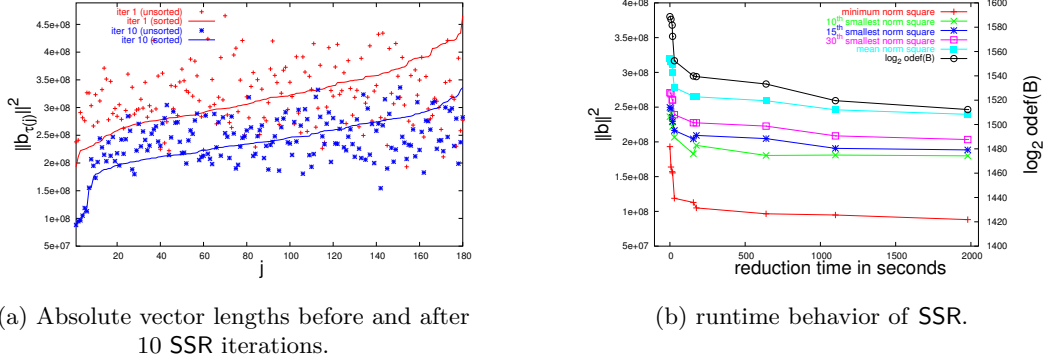 4.5e+08
4e+08
3.5e+08
3e+08
2.5e+08
2e+08
1.5e+08
1e+08
5e+07
||b_τ(j)||²
iter 1 (unsorted)
iter 1 (sorted)
iter 10 (unsorted)
iter 10 (sorted)
20 40 60 80 100 120 140 160 180
j
(a) Absolute vector lengths before and after
10 SSR iterations.
4e+08
3.5e+08
3e+08
2.5e+08
2e+08
1.5e+08
1e+08
5e+07
||b||²
minimum norm square
10th smallest norm square
15th smallest norm square
30th smallest norm square
mean norm square
log₂ odef(B)
1600
1580
1560
1540
1520
1500
1480
1460
1440
1420
1400
log₂ odef(B)
0 500 1000 1500 2000
reduction time in seconds
(b) runtime behavior of SSR.